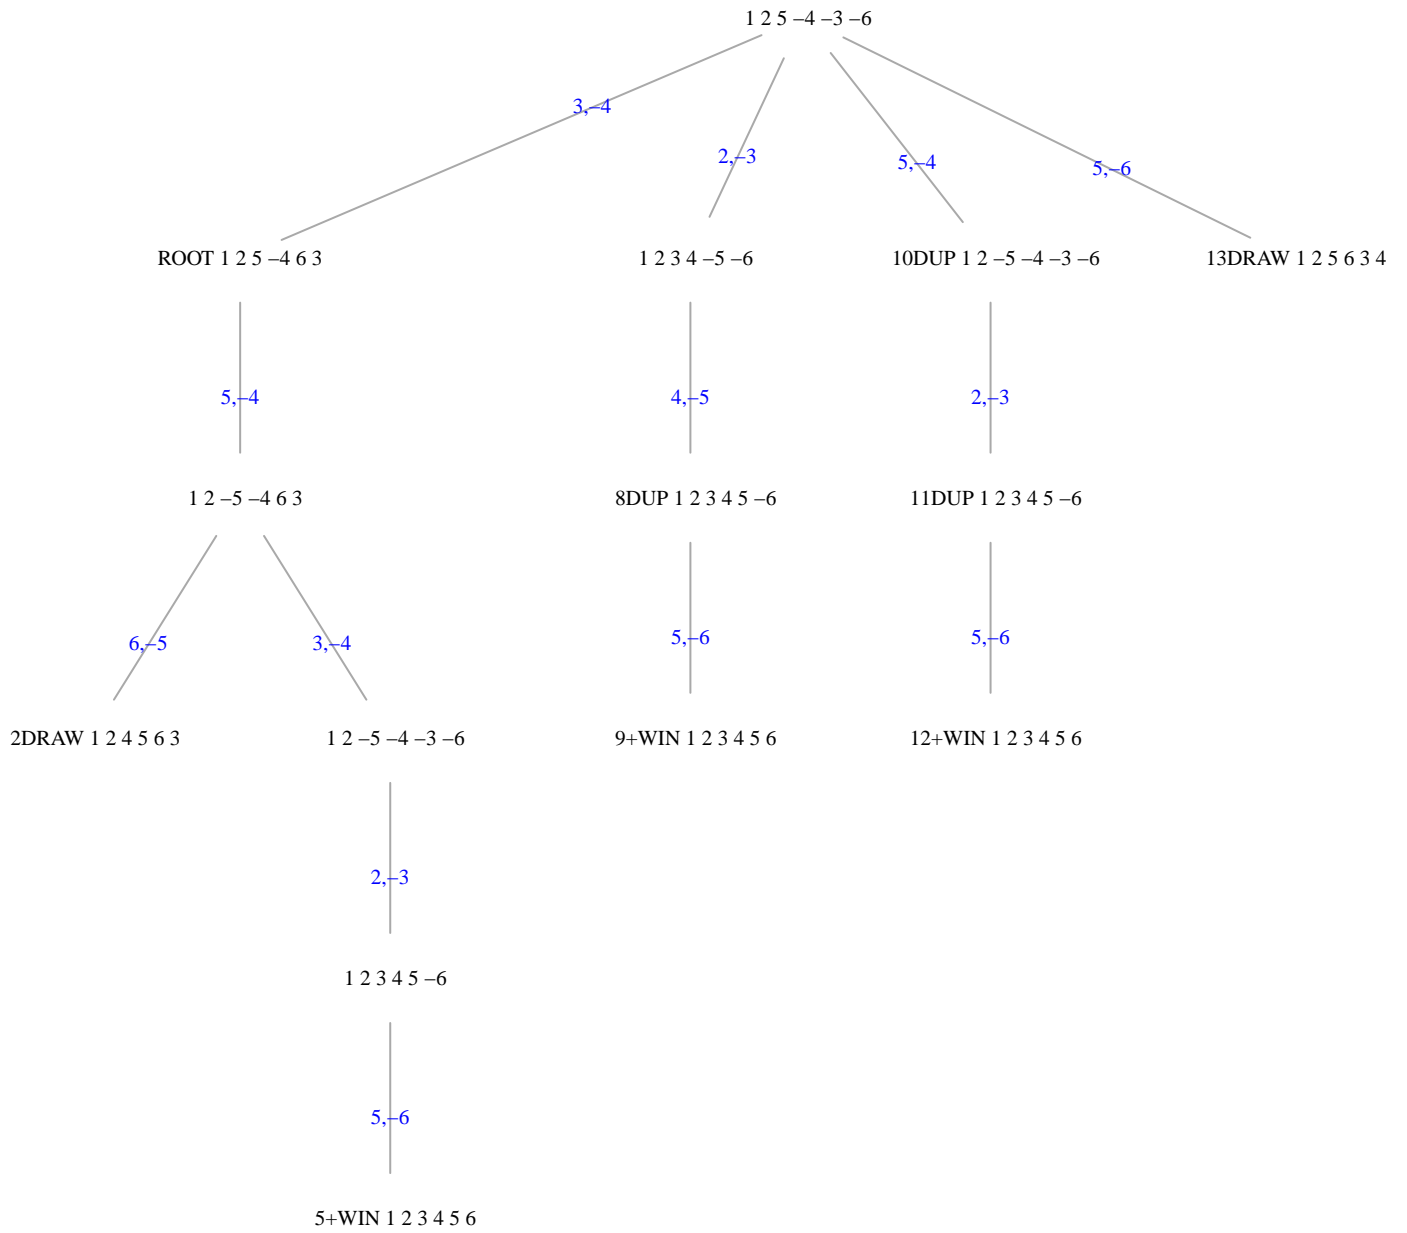 1 2 5 −4 −3 −6
3,−4
2,−3
5,−4
5,−6
ROOT 1 2 5 −4 6 3
1 2 3 4 −5 −6
10DUP 1 2 −5 −4 −3 −6
13DRAW 1 2 5 6 3 4
5,−4
4,−5
2,−3
1 2 −5 −4 6 3
8DUP 1 2 3 4 5 −6
11DUP 1 2 3 4 5 −6
6,−5
3,−4
5,−6
5,−6
2DRAW 1 2 4 5 6 3
1 2 −5 −4 −3 −6
9+WIN 1 2 3 4 5 6
12+WIN 1 2 3 4 5 6
2,−3
1 2 3 4 5 −6
5,−6
5+WIN 1 2 3 4 5 6